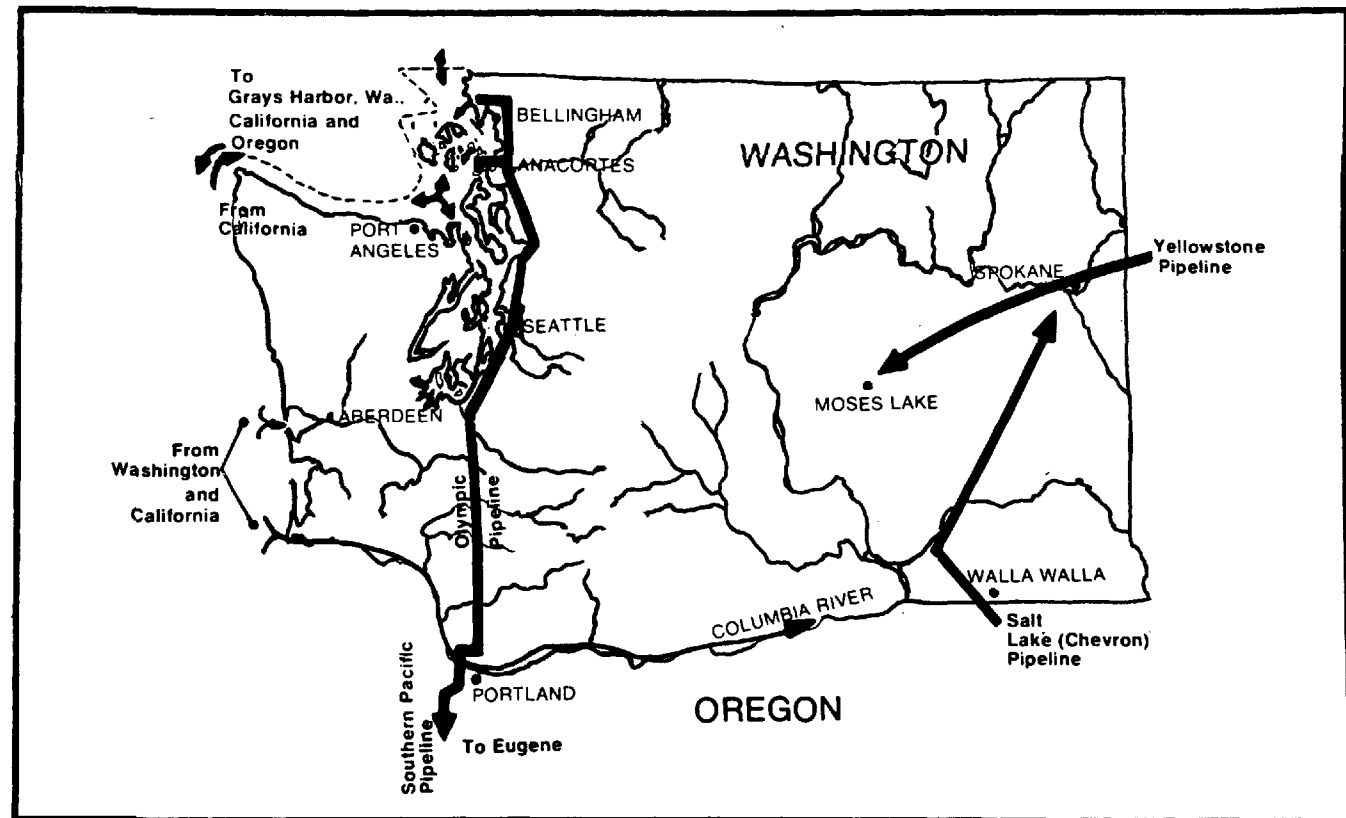 To
Grays Harbor, Wa.,
California and
Oregon
BELLINGHAM
WASHINGTON
ANACORTES
From
California
PORT
ANGELES
Yellowstone
Pipeline
SPOKANE
SEATTLE
MOSES LAKE
ABERDEEN
From
Washington
and
California
Olympic
Pipeline
WALLA WALLA
COLUMBIA RIVER
Salt
Lake (Chevron)
Pipeline
PORTLAND
OREGON
Southern Pacific
Pipeline
To Eugene